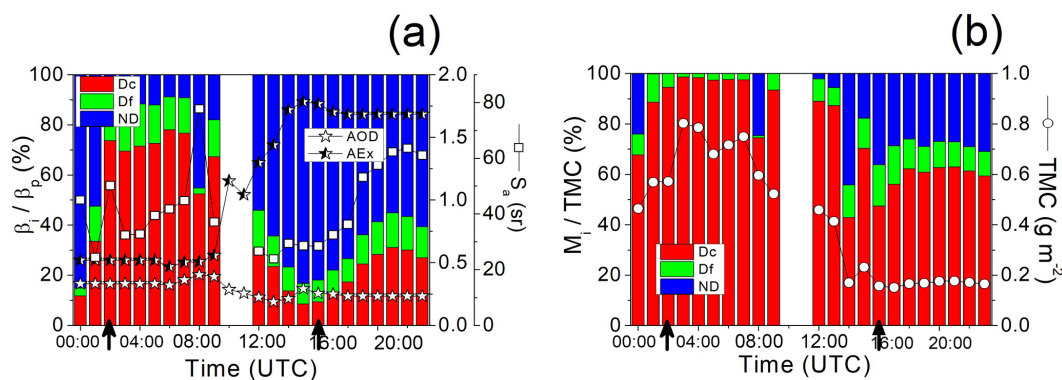 (a)
(b)
100
80
60
40
20
0
β_i / β_p (%)
Dc
Df
ND
AOD
AEx
2.0
1.5
1.0
0.5
0.0
80
60
40
20
0
S_a (sr)
00:00 04:00 08:00 12:00 16:00 20:00
Time (UTC)
100
80
60
40
20
0
M_i / TMC (%)
Dc
Df
ND
1.0
0.8
0.6
0.4
0.2
0.0
TMC (g m⁻²)
00:00 04:00 08:00 12:00 16:00 20:00
Time (UTC)